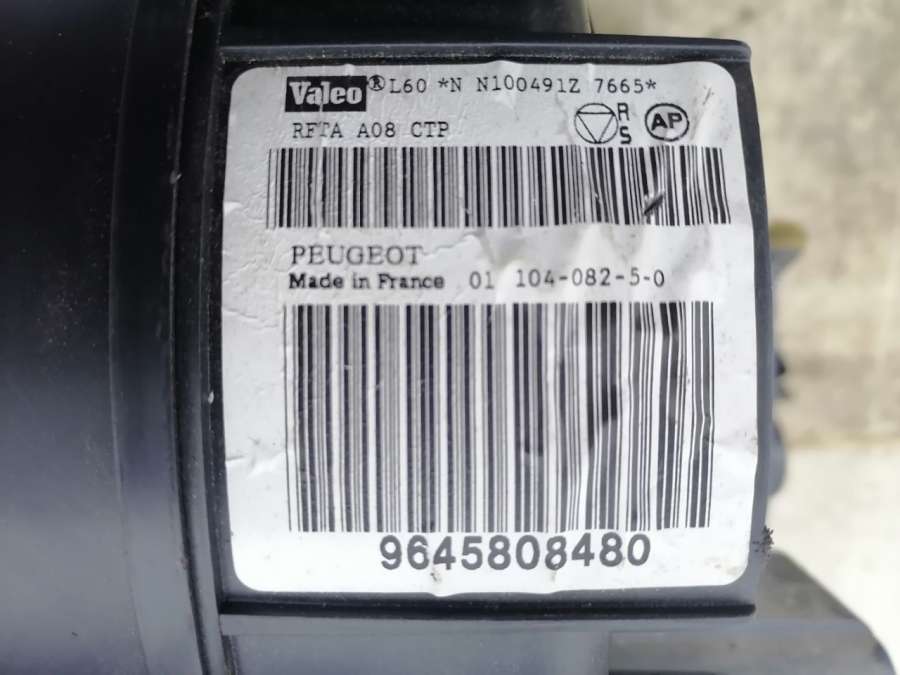 Valeo ® L60 *N N100491Z 7665*
RFTA A08 CTP
R
S
AP
PEUGEOT
Made in France 01 104-082-5-0
9645808480